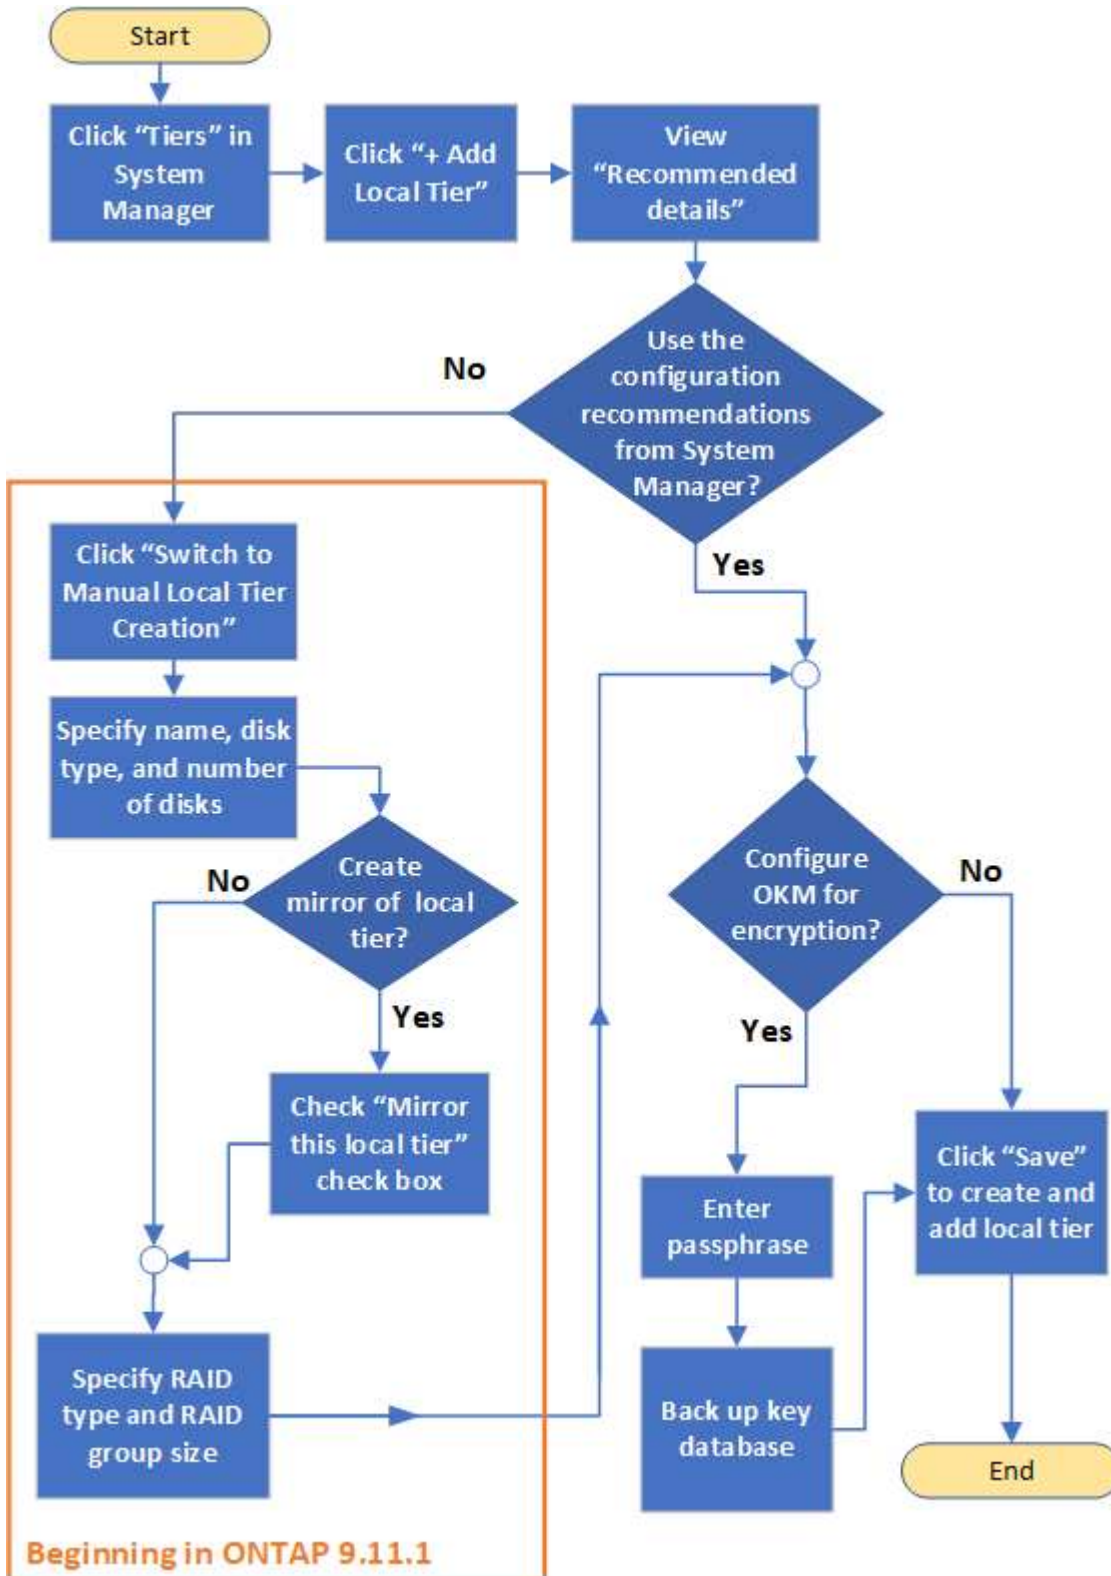 Start
Click “Tiers” in
System
Manager
Click “+ Add
Local Tier”
View
“Recommended
details”
Use the
configuration
recommendations
from System
Manager?
No
Yes
Click “Switch to
Manual Local Tier
Creation”
Specify name, disk
type, and number
of disks
Create
mirror of local
tier?
No
Yes
Check “Mirror
this local tier”
check box
Specify RAID
type and RAID
group size
Beginning in ONTAP 9.11.1
Configure
OKM for
encryption?
No
Yes
Enter
passphrase
Back up key
database
Click “Save”
to create and
add local tier
End